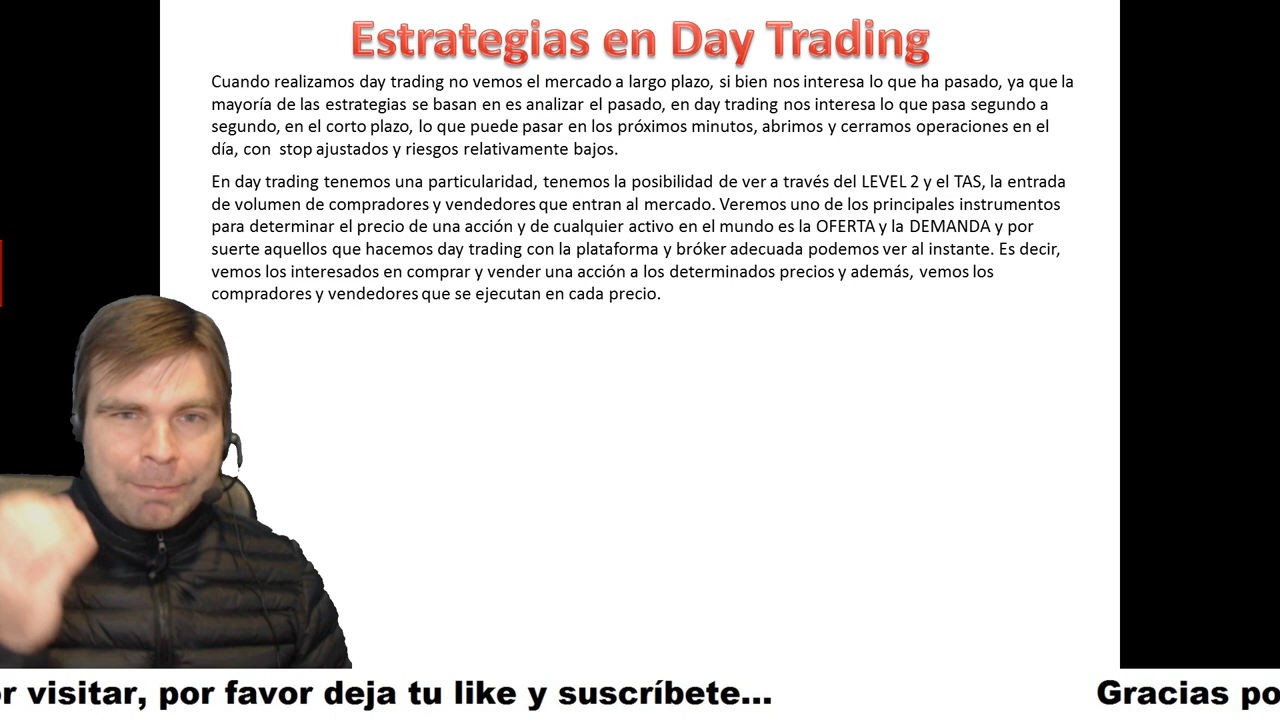 Estrategias en Day Trading
Cuando realizamos day trading no vemos el mercado a largo plazo, si bien nos interesa lo que ha pasado, ya que la
mayoría de las estrategias se basan en es analizar el pasado, en day trading nos interesa lo que pasa segundo a
segundo, en el corto plazo, lo que puede pasar en los próximos minutos, abrimos y cerramos operaciones en el
día, con  stop ajustados y riesgos relativamente bajos.
En day trading tenemos una particularidad, tenemos la posibilidad de ver a través del LEVEL 2 y el TAS, la entrada
de volumen de compradores y vendedores que entran al mercado. Veremos uno de los principales instrumentos
para determinar el precio de una acción y de cualquier activo en el mundo es la OFERTA y la DEMANDA y por
suerte aquellos que hacemos day trading con la plataforma y bróker adecuada podemos ver al instante. Es decir,
vemos los interesados en comprar y vender una acción a los determinados precios y además, vemos los
compradores y vendedores que se ejecutan en cada precio.
r visitar, por favor deja tu like y suscríbete... Gracias po